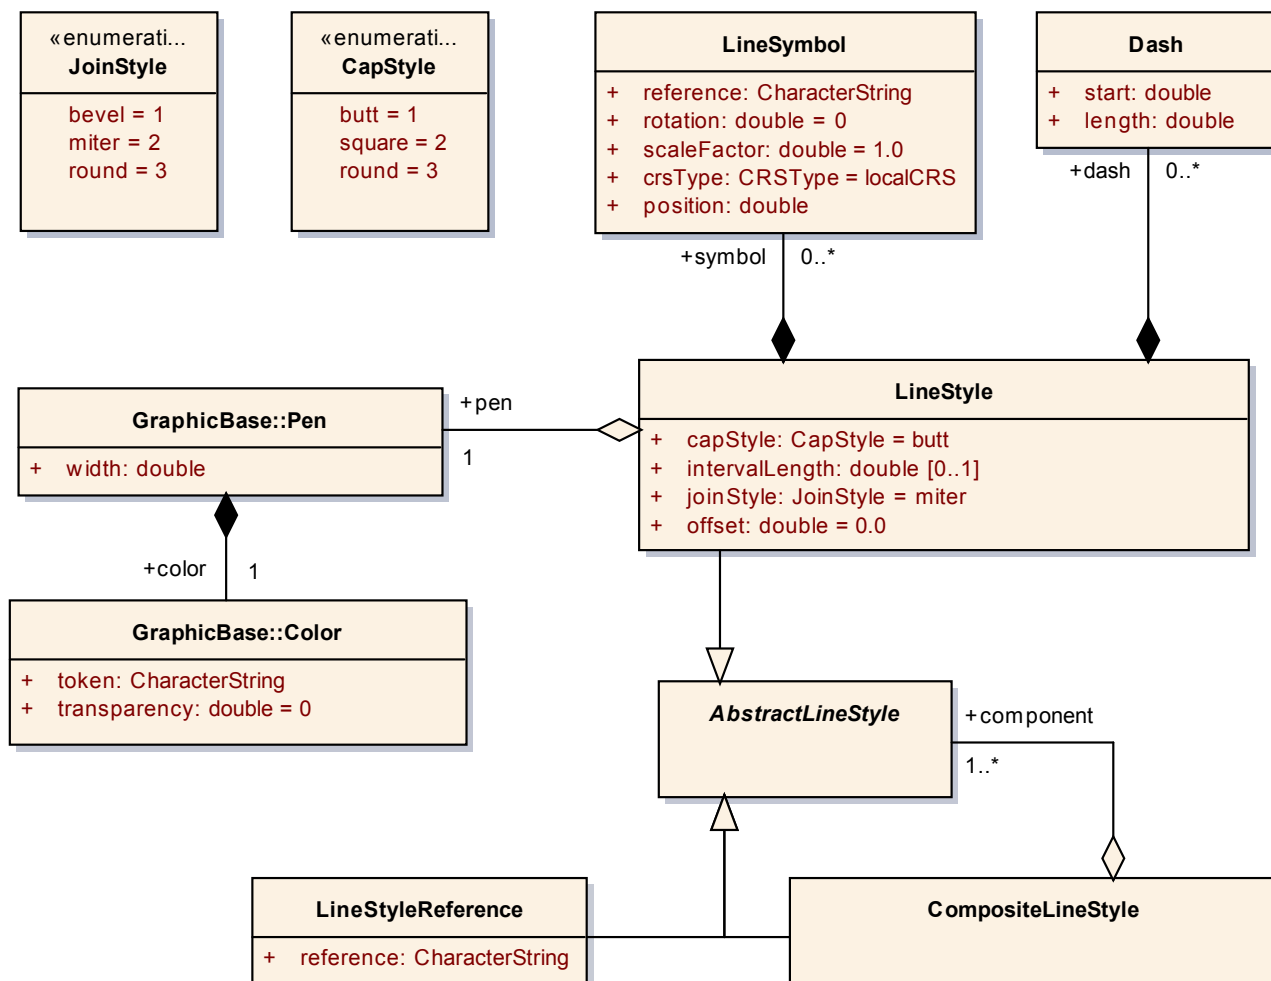 «enumerati...
JoinStyle
bevel = 1
miter = 2
round = 3
«enumerati...
CapStyle
butt = 1
square = 2
round = 3
LineSymbol
+ reference: CharacterString
+ rotation: double = 0
+ scaleFactor: double = 1.0
+ crsType: CRSType = localCRS
+ position: double
Dash
+ start: double
+ length: double
+symbol 0..*
+dash 0..*
GraphicBase::Pen
+ width: double
+pen
1
LineStyle
+ capStyle: CapStyle = butt
+ intervalLength: double [0..1]
+ joinStyle: JoinStyle = miter
+ offset: double = 0.0
+color 1
GraphicBase::Color
+ token: CharacterString
+ transparency: double = 0
AbstractLineStyle
+component
1..*
LineStyleReference
+ reference: CharacterString
CompositeLineStyle